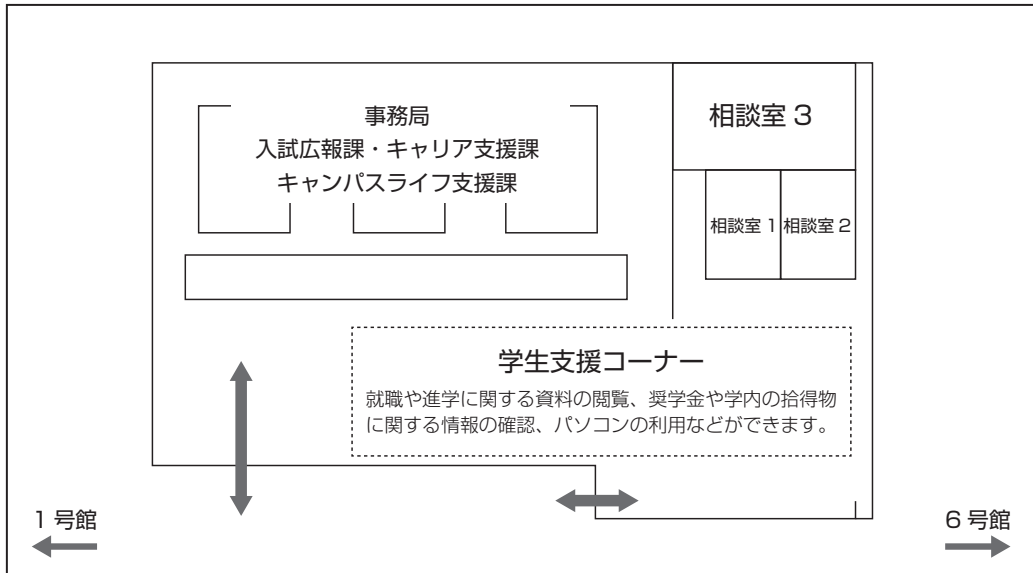 事務局
入試広報課・キャリア支援課
キャンパスライフ支援課
相談室 3
相談室 1
相談室 2
学生支援コーナー
就職や進学に関する資料の閲覧、奨学金や学内の拾得物
に関する情報の確認、パソコンの利用などができます。
1 号館
6 号館